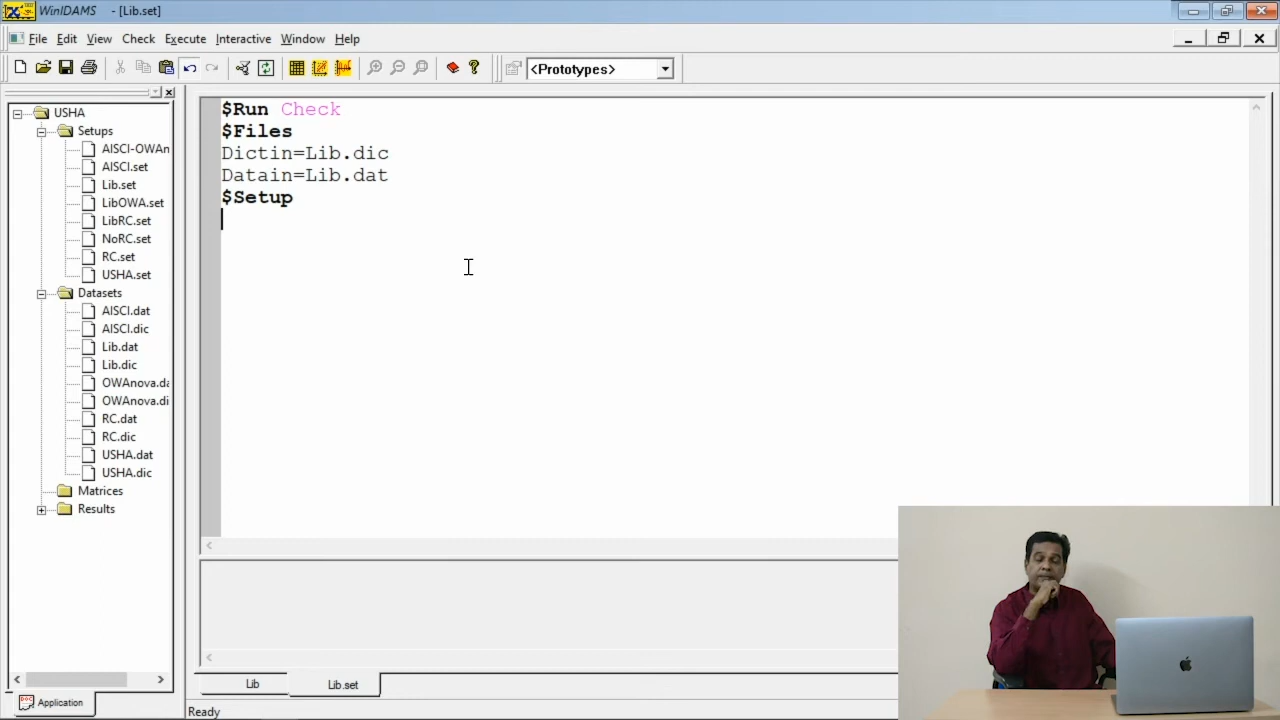 WinIDAMS - [Lib.set]
File Edit View Check Execute Interactive Window Help
<Prototypes>
USHA
Setups
AISCI-OWAn
AISCI.set
Lib.set
LibOWA.set
LibRC.set
NoRC.set
RC.set
USHA.set
Datasets
AISCI.dat
AISCI.dic
Lib.dat
Lib.dic
OWAnova.da
OWAnova.di
RC.dat
RC.dic
USHA.dat
USHA.dic
Matrices
Results
Application
$Run Check
$Files
Dictin=Lib.dic
Datain=Lib.dat
$Setup
Lib Lib.set
Ready